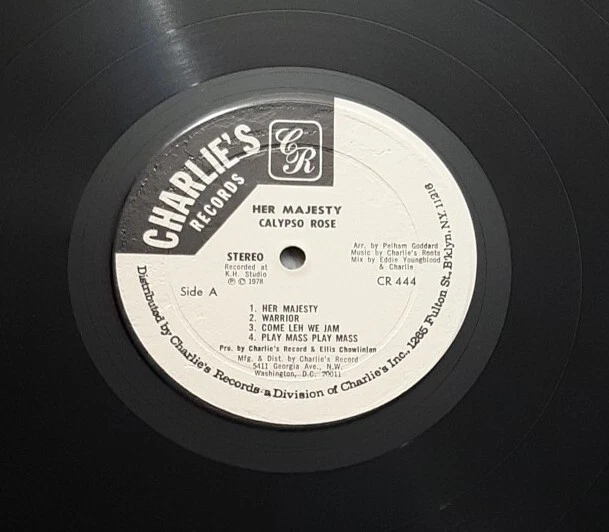 CHARLIE'S
RECORDS
CR
HER MAJESTY
CALYPSO ROSE
STEREO
Recorded at
K.H. Studio
℗ © 1978
Side A
Arr. by Pelham Goddard
Music by Charlie's Roots
Mix by Eddie Youngblood
& Charlie
CR 444
1. HER MAJESTY
2. WARRIOR
3. COME LEH WE JAM
4. PLAY MASS PLAY MASS
Pro. by Charlie's Record & Ellis Chowlin!an
Mfg. & Dist. by Charlie's Record
5411 Georgia Ave., N.W.
Washington, D.C. 20011
Distributed by Charlie's Records-a Division of Charlie's Inc., 1265 Fulton St., B'klyn, N.Y. 11216